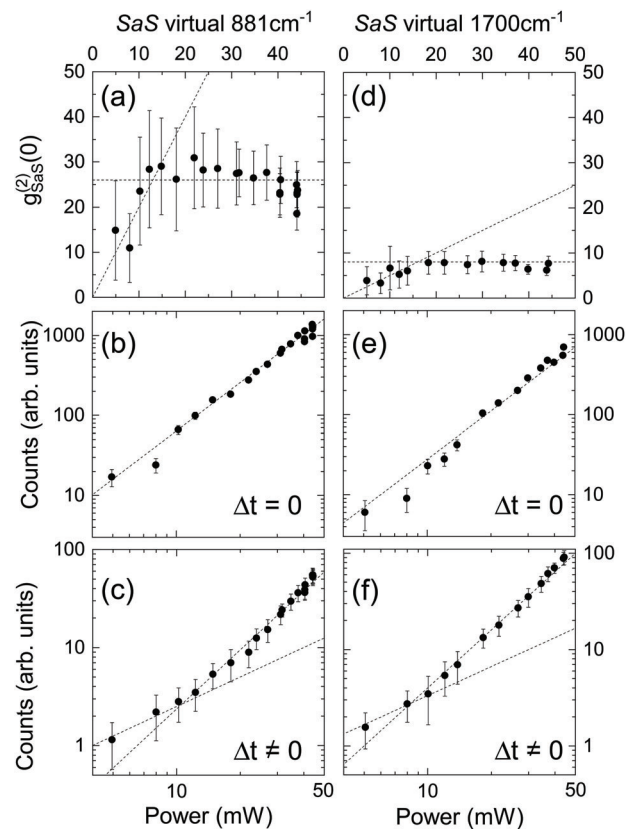 SaS virtual 881cm⁻¹
SaS virtual 1700cm⁻¹
0 10 20 30 40
0 10 20 30 40 50
50
40
30
20
10
0
g⁽²⁾SaS(0)
(a)
50
40
30
20
10
0
(d)
1000
100
10
Counts (arb. units)
(b)
Δt = 0
1000
100
10
(e)
Δt = 0
100
10
1
Counts (arb. units)
(c)
Δt ≠ 0
100
10
1
(f)
Δt ≠ 0
10
10 50
50
Power (mW)
Power (mW)